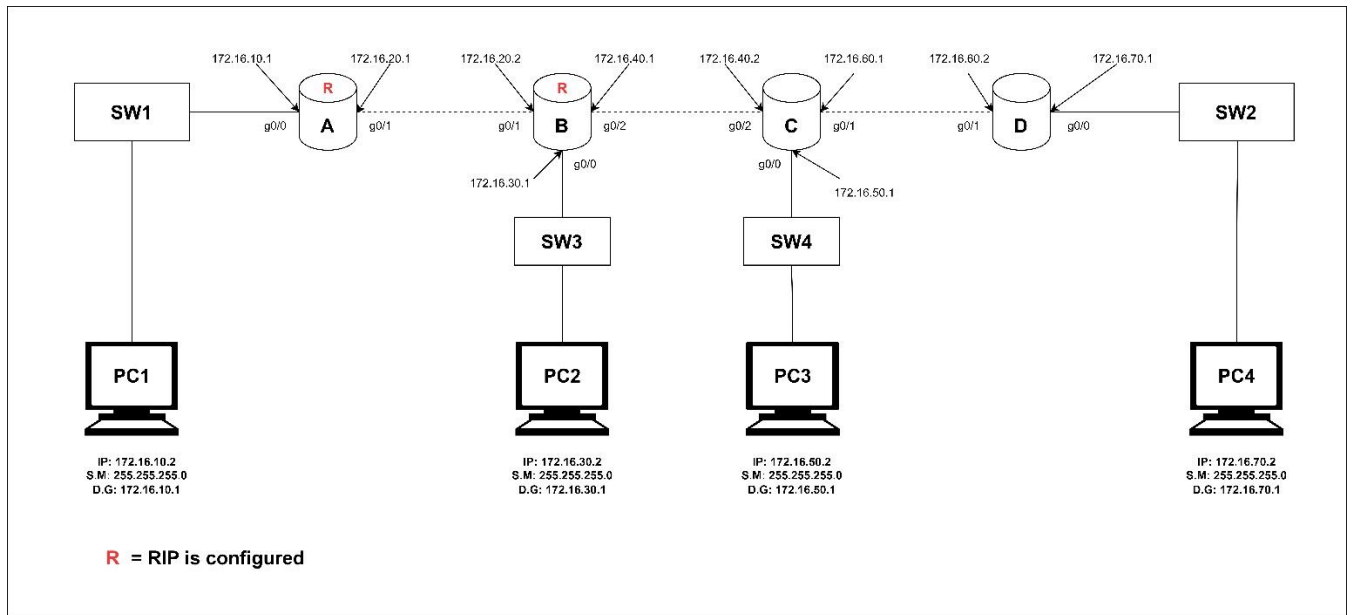 172.16.10.1
172.16.20.1
172.16.20.2
172.16.40.1
172.16.40.2
172.16.60.1
172.16.60.2
172.16.70.1
SW1
R
A
g0/0
g0/1
R
B
g0/1
g0/2
g0/0
172.16.30.1
C
g0/2
g0/1
g0/0
172.16.50.1
D
g0/1
g0/0
SW2
SW3
SW4
PC1
IP: 172.16.10.2
S.M: 255.255.255.0
D.G: 172.16.10.1
PC2
IP: 172.16.30.2
S.M: 255.255.255.0
D.G: 172.16.30.1
PC3
IP: 172.16.50.2
S.M: 255.255.255.0
D.G: 172.16.50.1
PC4
IP: 172.16.70.2
S.M: 255.255.255.0
D.G: 172.16.70.1
R = RIP is configured